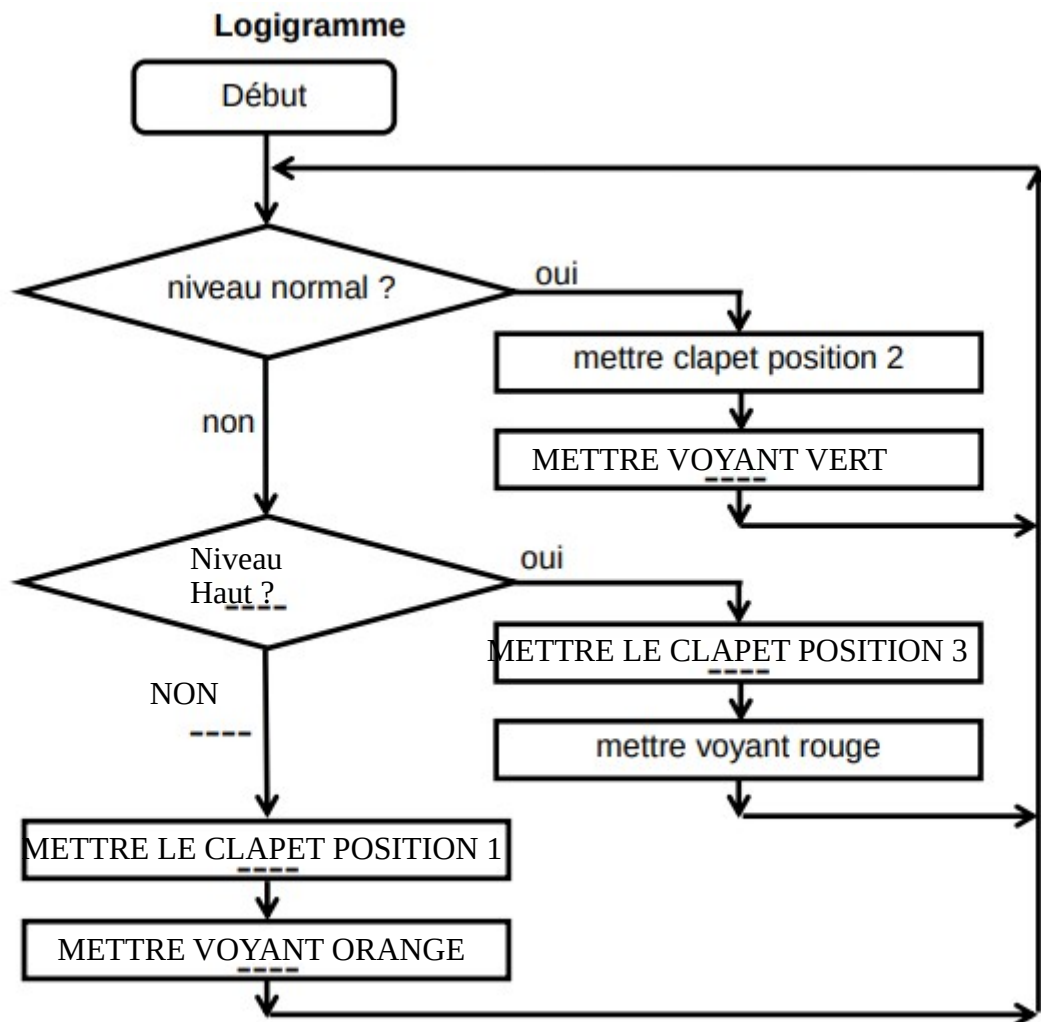 Logigramme
Début
niveau normal ?
oui
mettre clapet position 2
non
METTRE VOYANT VERT
----
Niveau
Haut ?
----
oui
METTRE LE CLAPET POSITION 3
----
NON
----
mettre voyant rouge
METTRE LE CLAPET POSITION 1
----
METTRE VOYANT ORANGE
----